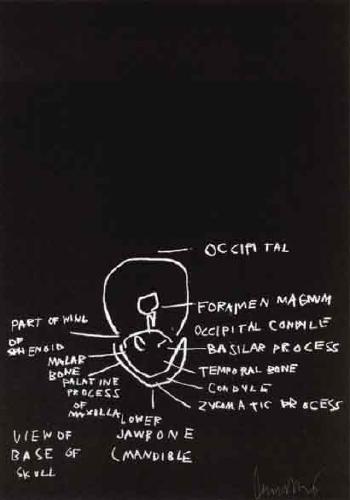 OCCIPITAL
FORAMEN MAGNUM
PART OF WING
OF
SPHENOID
OCCIPITAL CONDYLE
BASILAR PROCESS
MALAR
BONE
TEMPORAL BONE
PALATINE
PROCESS
OF
MAXILLA
CONDYLE
ZYGOMATIC PROCESS
LOWER
JAWBONE
(MANDIBLE
VIEW OF
BASE OF
SKULL